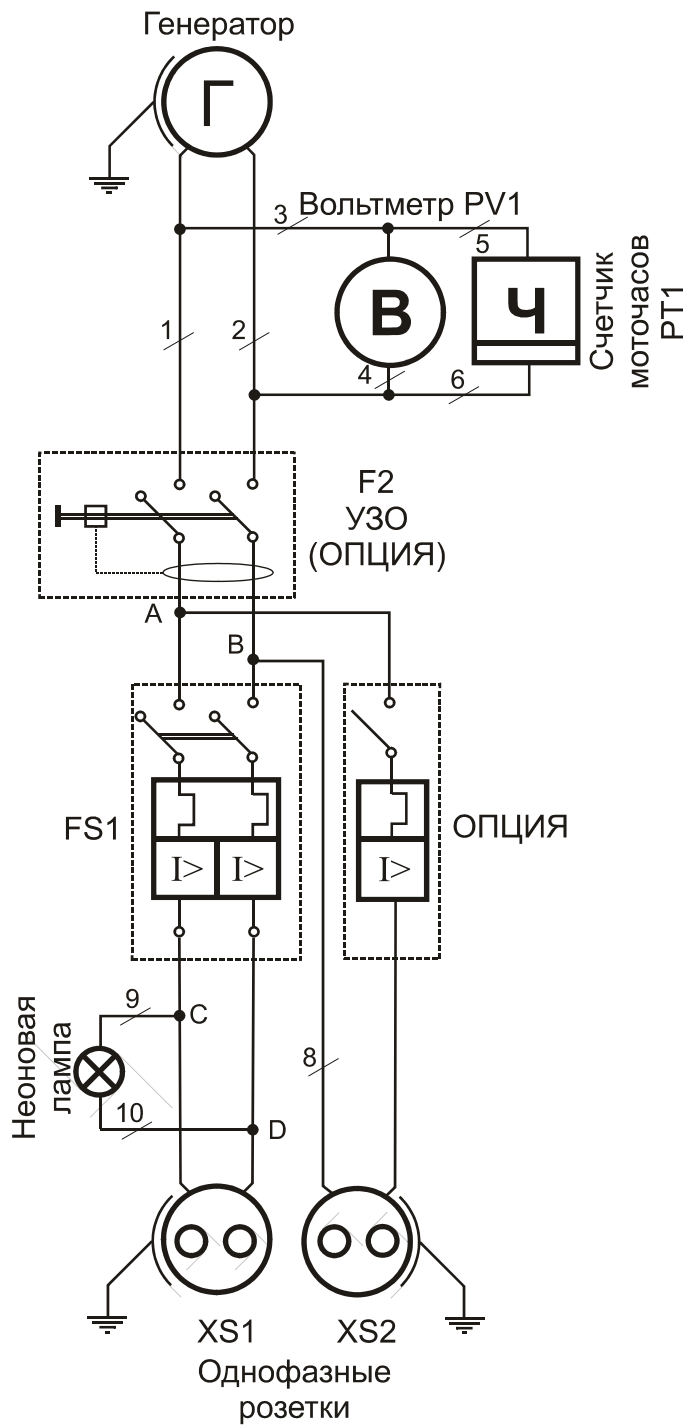 Генератор
Г
Вольтметр PV1
3
5
В
Ч
Счетчик
моточасов
PT1
1
2
4
6
F2
УЗО
(ОПЦИЯ)
A
B
FS1
I>
I>
I>
ОПЦИЯ
9
C
Неоновая
лампа
8
10
D
XS1
XS2
Однофазные
розетки